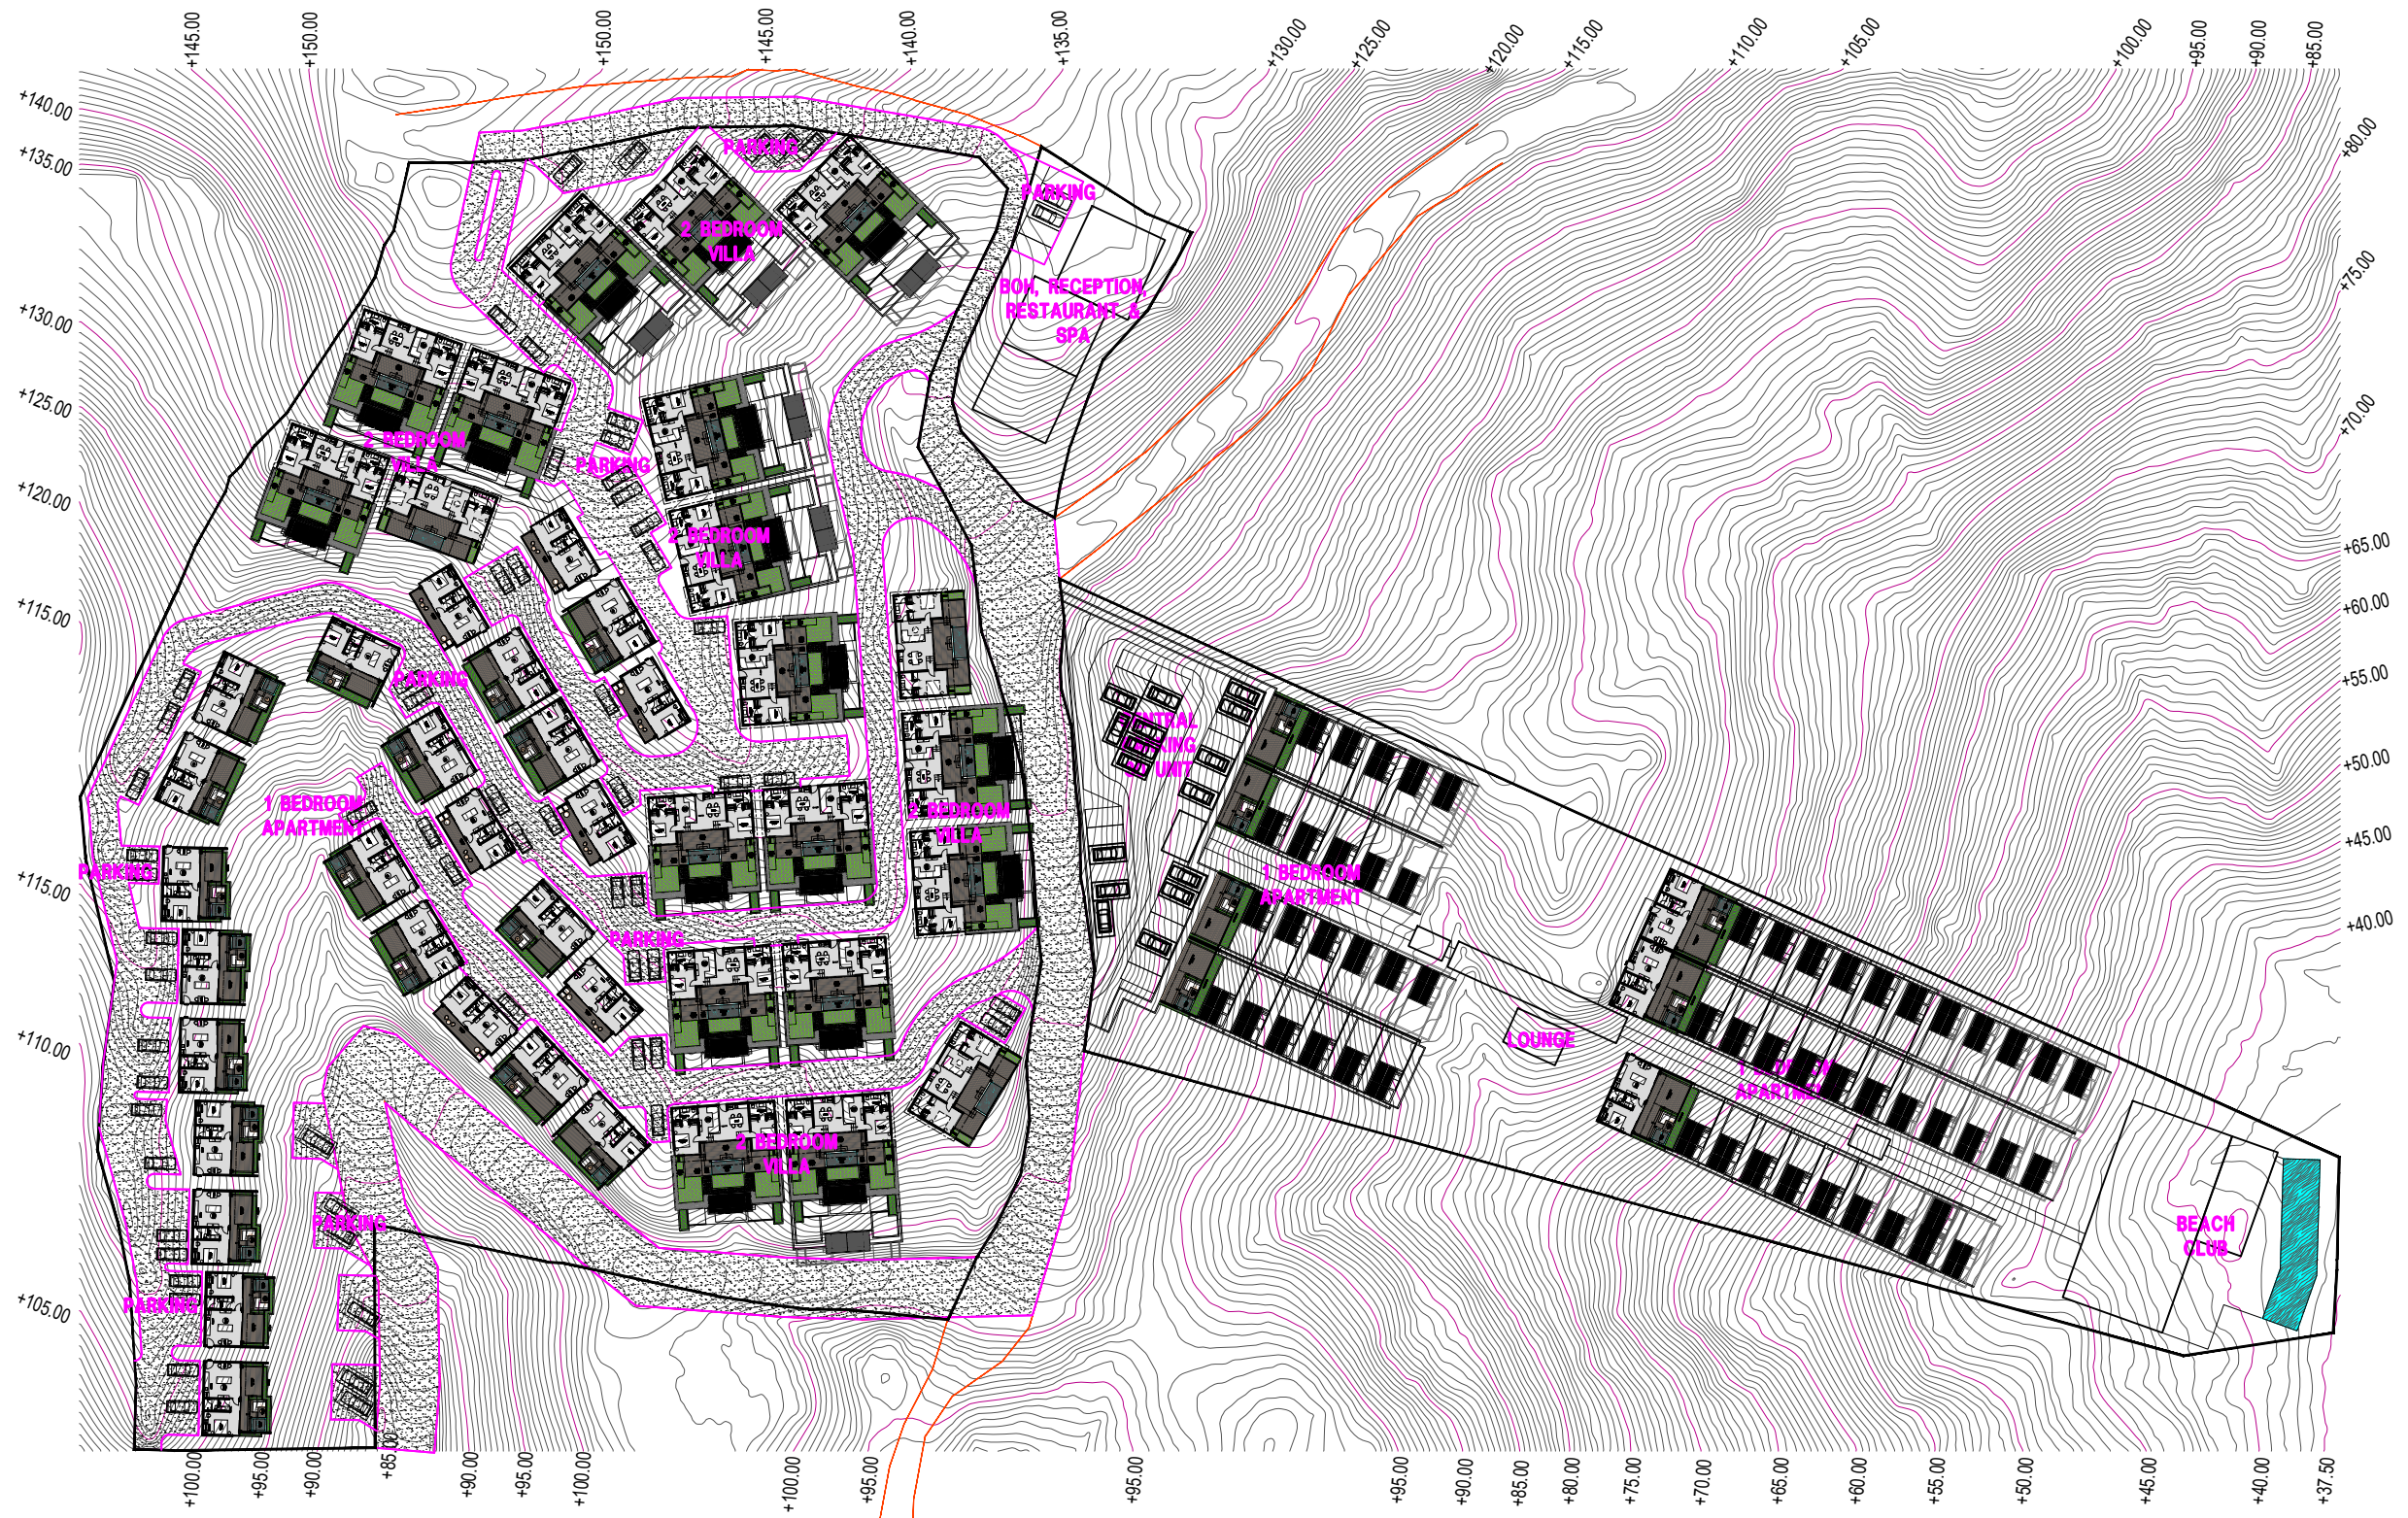 +145.00
+150.00
+150.00
+145.00
+140.00
+135.00
+130.00
+125.00
+120.00
+115.00
+110.00
+105.00
+100.00
+95.00
+90.00
+85.00
+140.00
+135.00
+130.00
+125.00
+120.00
+115.00
+115.00
+110.00
+105.00
+80.00
+75.00
+70.00
+65.00
+60.00
+55.00
+50.00
+45.00
+40.00
PARKING
PARKING
2 BEDROOM
VILLA
BOH, RECEPTION,
RESTAURANT &
SPA
2 BEDROOM
VILLA
PARKING
2 BEDROOM
VILLA
PARKING
CENTRAL
PARKING
UNIT
1 BEDROOM
APARTMENT
2 BEDROOM
VILLA
PARKING
1 BEDROOM
APARTMENT
PARKING
LOUNGE
1 BEDROOM
APARTMENT
2 BEDROOM
VILLA
PARKING
BEACH
CLUB
PARKING
+100.00
+95.00
+90.00
+85.00
+90.00
+95.00
+100.00
+100.00
+95.00
+95.00
+95.00
+90.00
+85.00
+80.00
+75.00
+70.00
+65.00
+60.00
+55.00
+50.00
+45.00
+40.00
+37.50